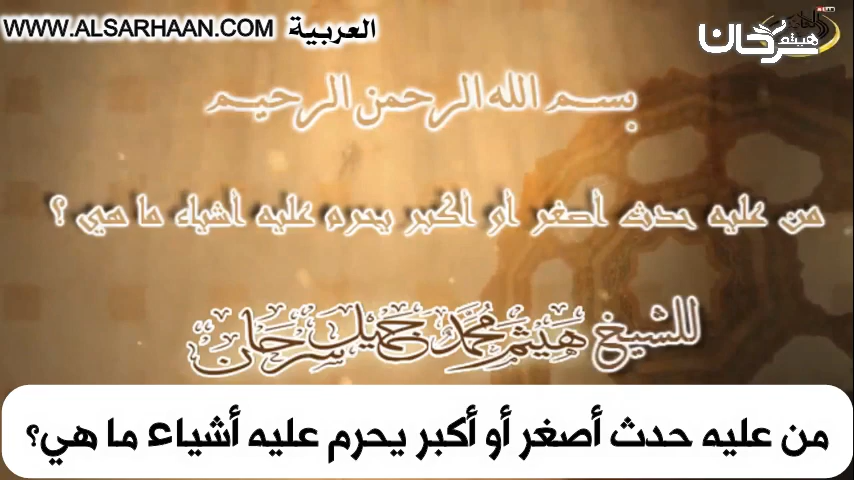 WWW.ALSARHAAN.COM العربية
هيثم سرحان
بسم الله الرحمن الرحيم
من عليه حدث أصغر أو أكبر يحرم عليه أشياء ما هي ؟
للشيخ هيثم محمد جميل سرحان
من عليه حدث أصغر أو أكبر يحرم عليه أشياء ما هي؟